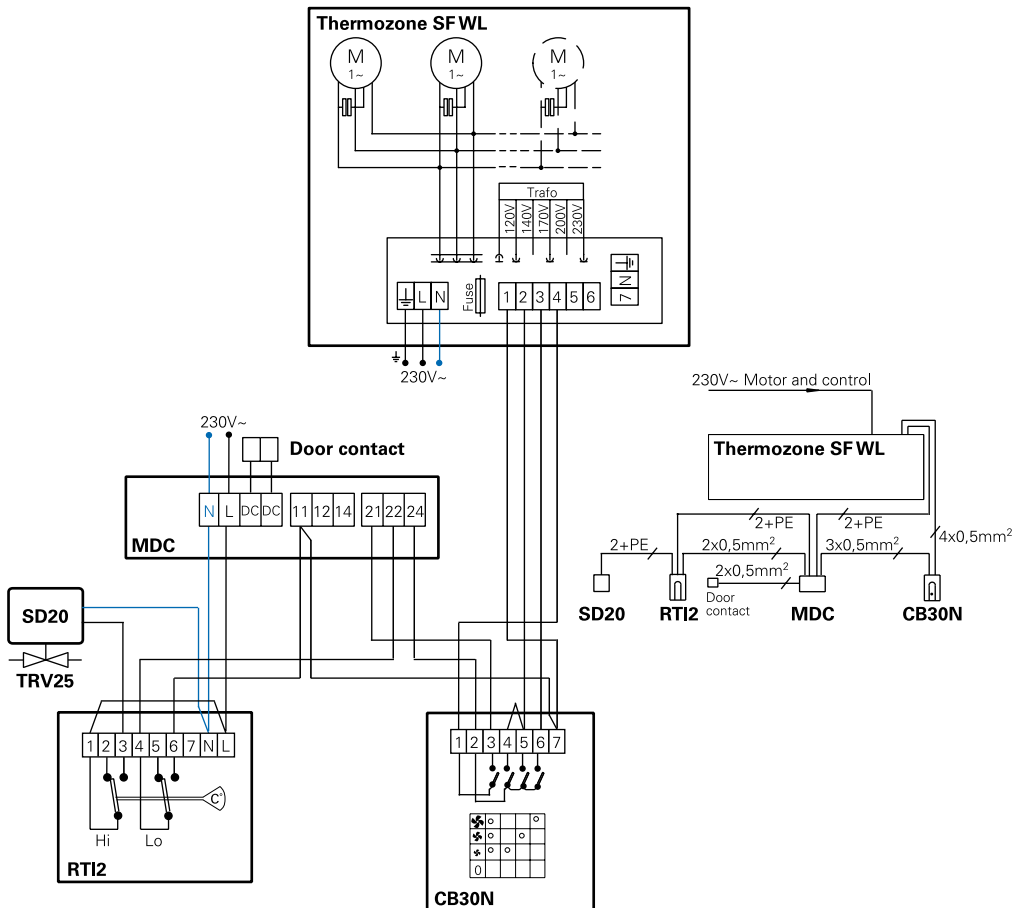 Thermozone SF WL
M
1~
M
1~
M
1~
Trafo
120V
140V
170V
200V
230V
L N
Fuse
1 2 3 4 5 6
7 N
230V~
230V~ Motor and control
Thermozone SF WL
2+PE
2+PE
4x0,5mm²
2+PE
2x0,5mm²
3x0,5mm²
2x0,5mm²
Door
contact
SD20
RTI2
MDC
CB30N
230V~
Door contact
N L DC DC 11 12 14 21 22 24
MDC
SD20
TRV25
1 2 3 4 5 6 7 N L
C°
Hi
Lo
RTI2
1 2 3 4 5 6 7
0
CB30N